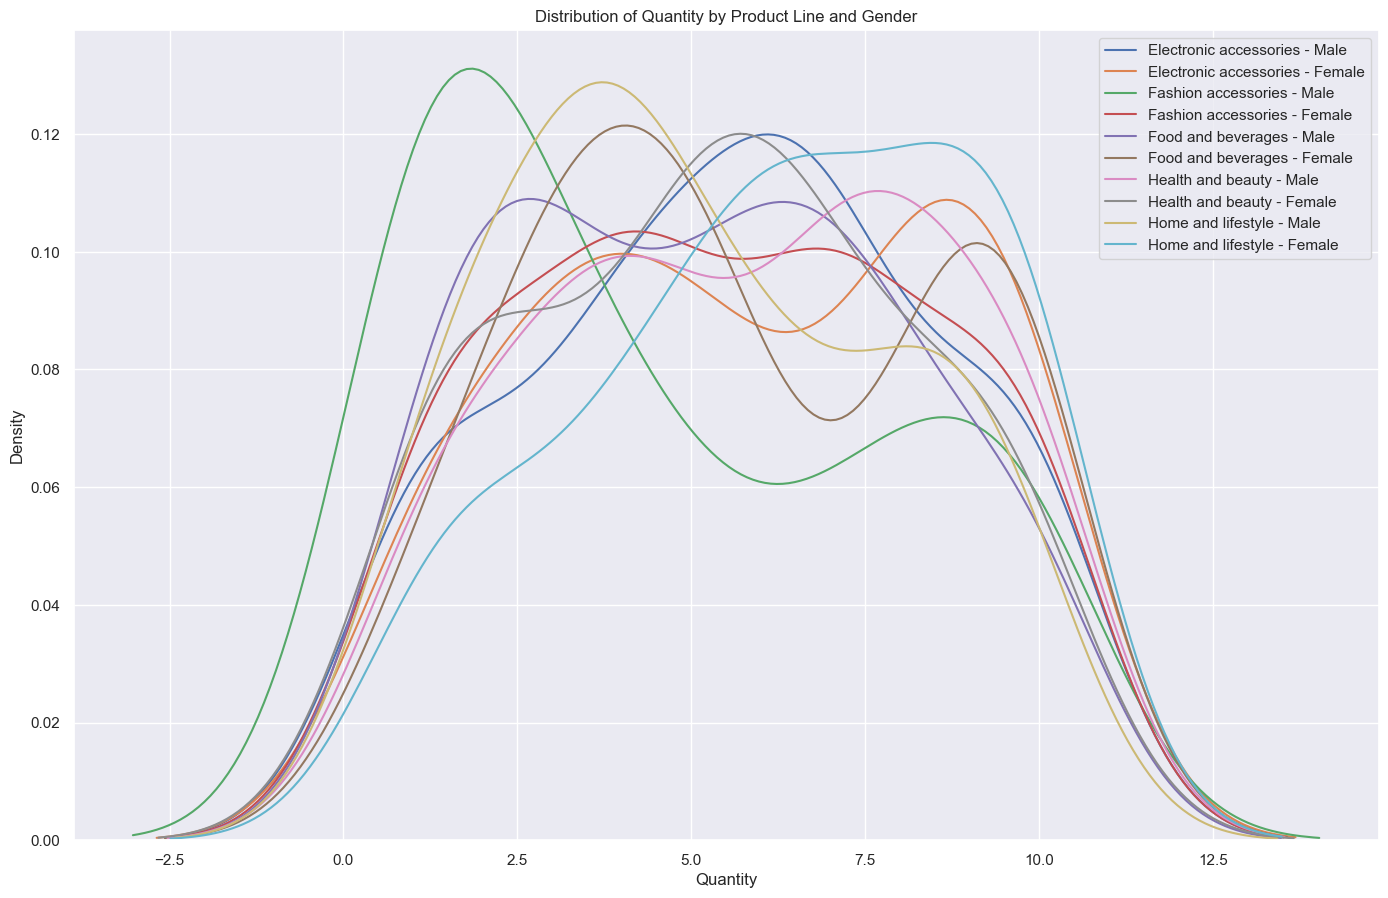 Distribution of Quantity by Product Line and Gender
Electronic accessories - Male
Electronic accessories - Female
Fashion accessories - Male
Fashion accessories - Female
Food and beverages - Male
Food and beverages - Female
Health and beauty - Male
Health and beauty - Female
Home and lifestyle - Male
Home and lifestyle - Female
Density
0.12
0.10
0.08
0.06
0.04
0.02
0.00
−2.5 0.0 2.5 5.0 7.5 10.0 12.5
Quantity